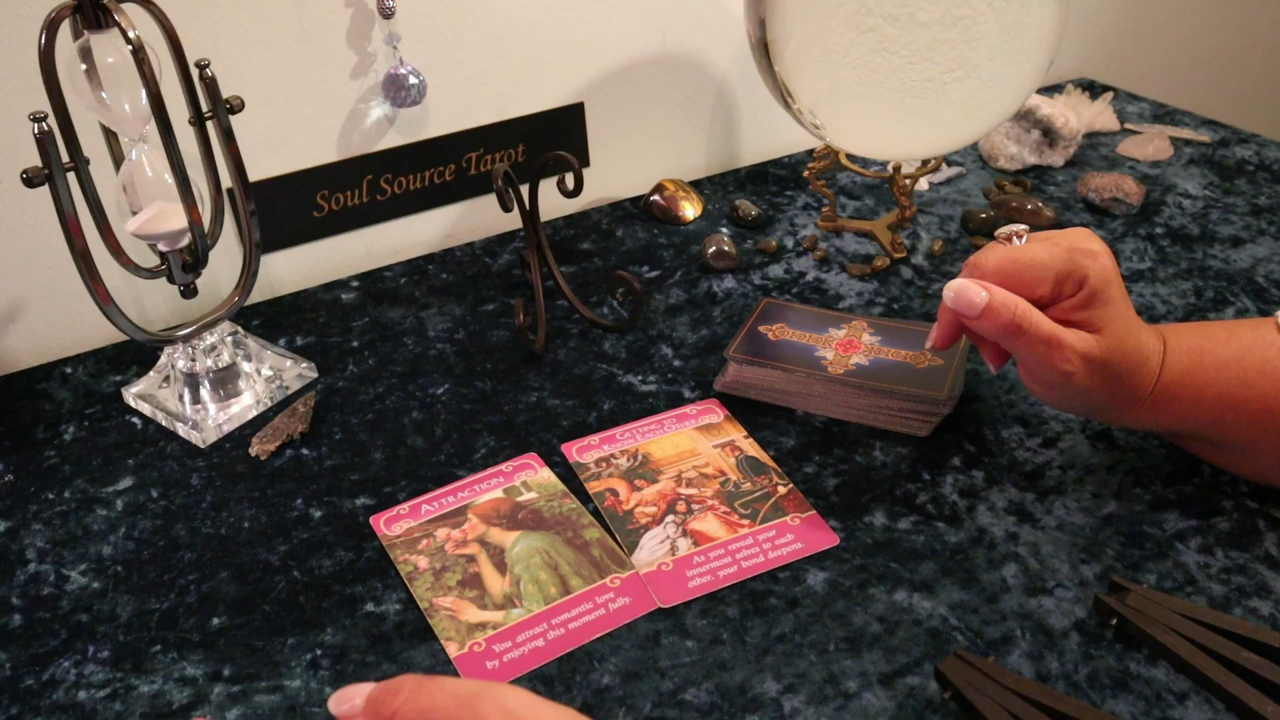 Soul Source Tarot
ATTRACTION
You attract romantic love
by enjoying this moment fully.
GETTING TO
KNOW EACH OTHER
As you reveal your
innermost selves to each
other, your bond deepens.